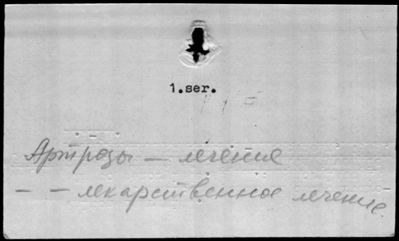 1.ser.
Артрозы — лечение
— — лекарственное лечение.